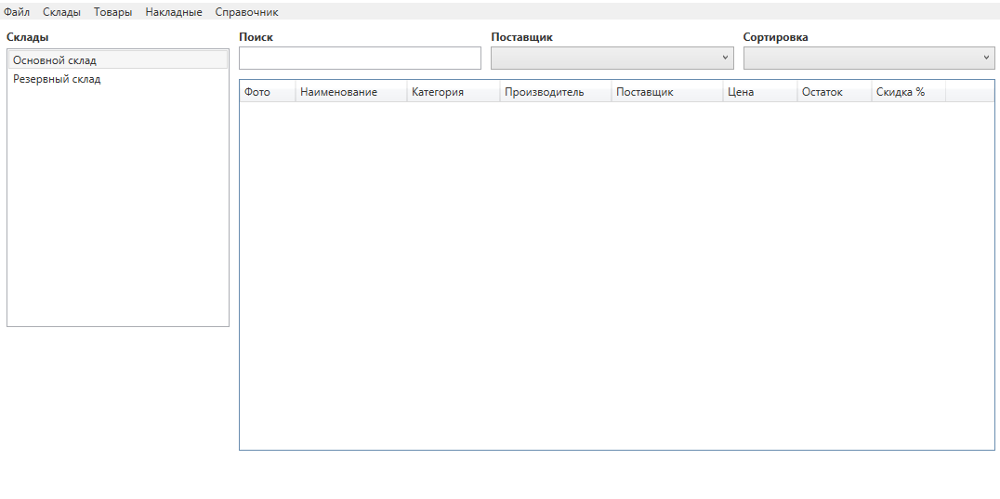 Файл Склады Товары Накладные Справочник
Склады
Основной склад
Резервный склад
Поиск Поставщик Сортировка
Фото Наименование Категория Производитель Поставщик Цена Остаток Скидка %